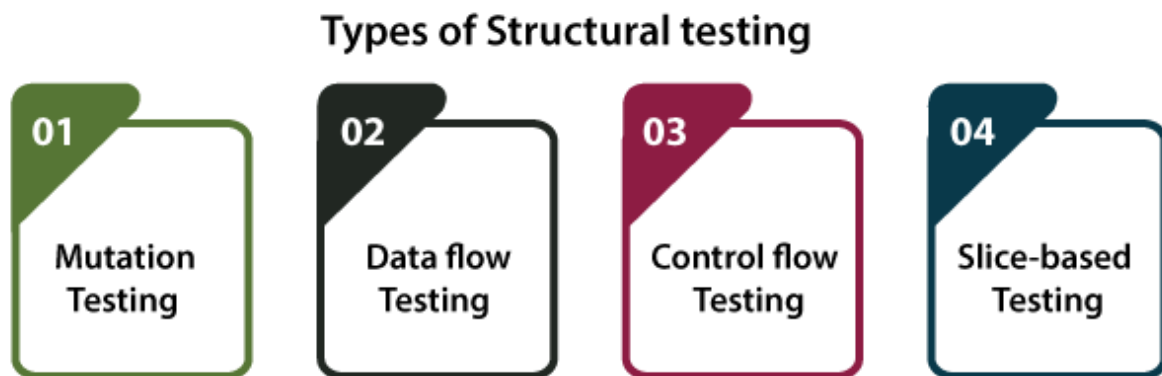 Types of Structural testing
01
Mutation
Testing
02
Data flow
Testing
03
Control flow
Testing
04
Slice-based
Testing